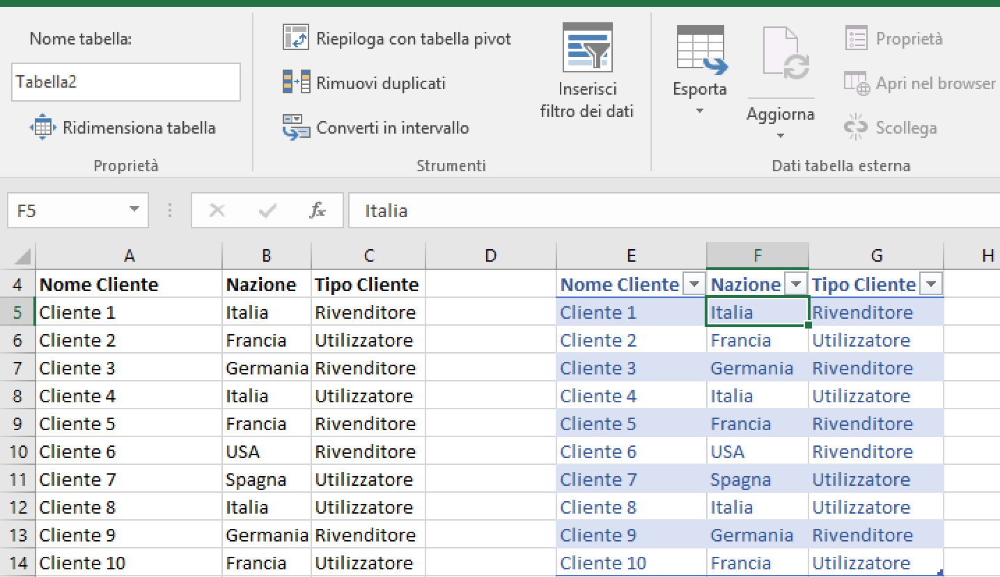 Nome tabella:
Tabella2
Ridimensiona tabella
Proprietà
Riepiloga con tabella pivot
Rimuovi duplicati
Converti in intervallo
Inserisci
filtro dei dati
Strumenti
Esporta
Aggiorna
Proprietà
Apri nel browser
Scollega
Dati tabella esterna
F5 fx Italia
A B C D E F G H
4 Nome Cliente Nazione Tipo Cliente Nome Cliente Nazione Tipo Cliente
5 Cliente 1 Italia Rivenditore Cliente 1 Italia Rivenditore
6 Cliente 2 Francia Utilizzatore Cliente 2 Francia Utilizzatore
7 Cliente 3 Germania Rivenditore Cliente 3 Germania Rivenditore
8 Cliente 4 Italia Utilizzatore Cliente 4 Italia Utilizzatore
9 Cliente 5 Francia Rivenditore Cliente 5 Francia Rivenditore
10 Cliente 6 USA Rivenditore Cliente 6 USA Rivenditore
11 Cliente 7 Spagna Utilizzatore Cliente 7 Spagna Utilizzatore
12 Cliente 8 Italia Utilizzatore Cliente 8 Italia Utilizzatore
13 Cliente 9 Germania Rivenditore Cliente 9 Germania Rivenditore
14 Cliente 10 Francia Utilizzatore Cliente 10 Francia Utilizzatore